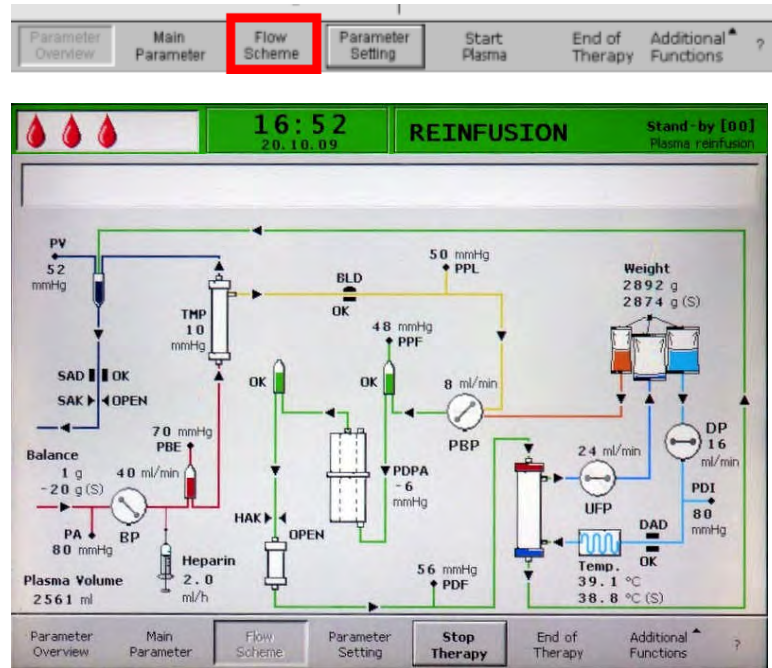 Parameter Overview
Main Parameter
Flow Scheme
Parameter Setting
Start Plasma
End of Therapy
Additional Functions
?
16:52
20.10.09
REINFUSION
Stand-by [00]
Plasma reinfusion
PV
52
mmHg
TMP
10
mmHg
BLD
OK
50 mmHg
PPL
48 mmHg
PPF
Weight
2892 g
2874 g (S)
SAD OK
SAK OPEN
OK
OK
8 ml/min
PBP
70 mmHg
PBE
Balance
1 g
-20 g (S)
40 ml/min
BP
PA
80 mmHg
Heparin
2.0
ml/h
Plasma Volume
2561 ml
HAK
OPEN
PDPA
-6
mmHg
56 mmHg
PDF
24 ml/min
UFP
DP
16
ml/min
PDI
80
mmHg
DAD
OK
Temp.
39.1 °C
38.8 °C (S)
Parameter Overview
Main Parameter
Flow Scheme
Parameter Setting
Stop Therapy
End of Therapy
Additional Functions
?